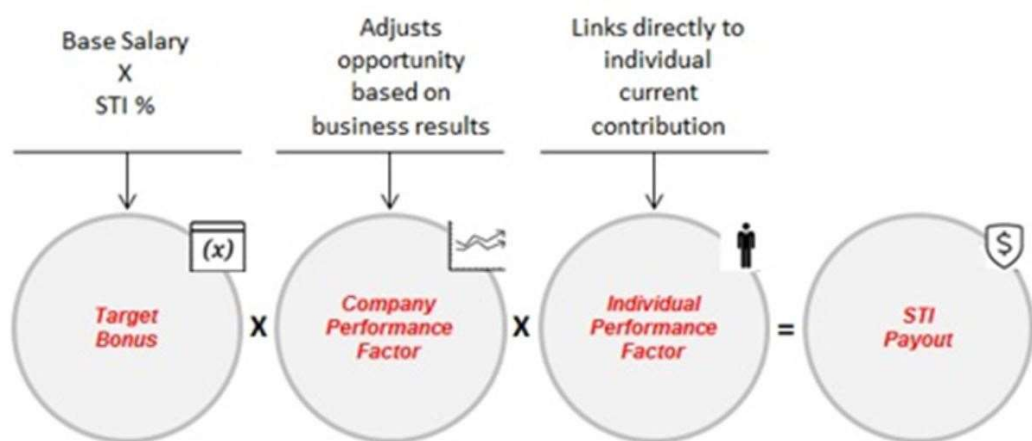 Base Salary
X
STI %
Adjusts
opportunity
based on
business results
Links directly to
individual
current
contribution
(x)
$
Target
Bonus
X
Company
Performance
Factor
X
Individual
Performance
Factor
=
STI
Payout